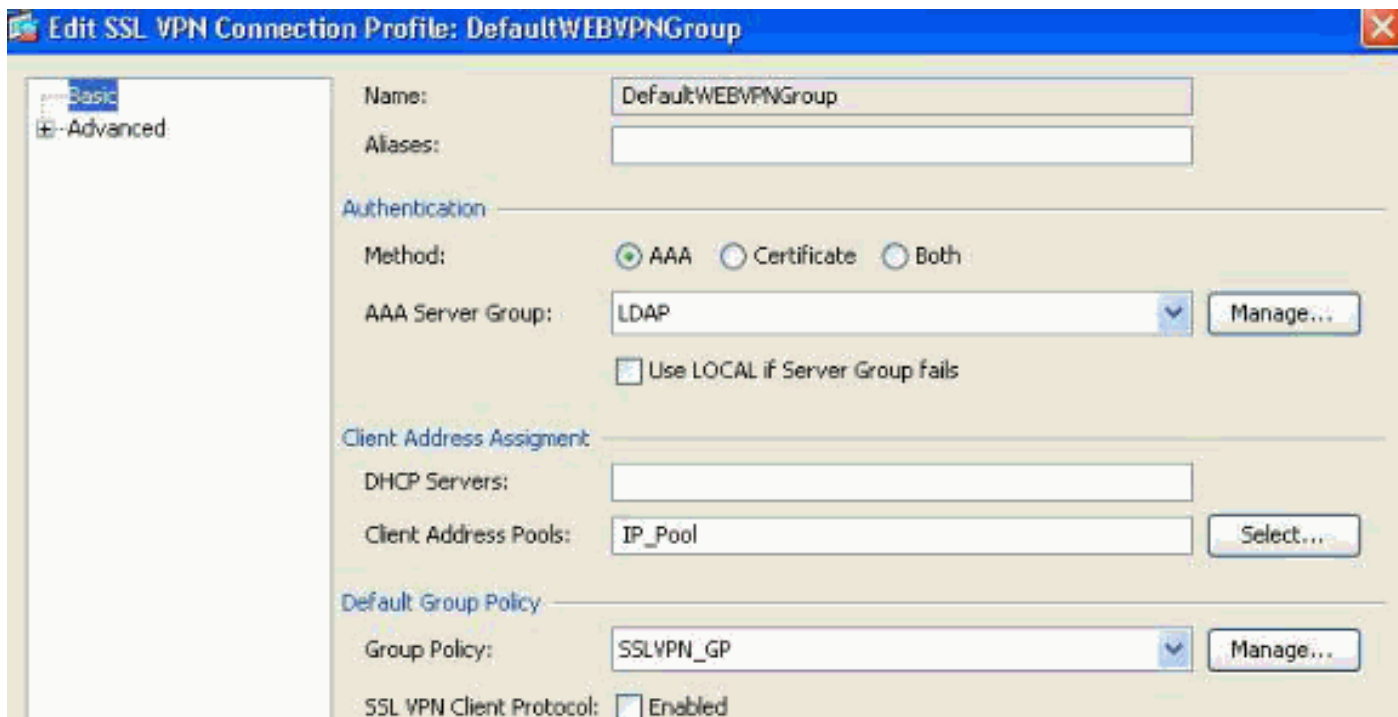 Edit SSL VPN Connection Profile: DefaultWEBVPNGroup
Basic
Advanced
Name: DefaultWEBVPNGroup
Aliases:
Authentication
Method: AAA Certificate Both
AAA Server Group: LDAP Manage...
Use LOCAL if Server Group fails
Client Address Assigment
DHCP Servers:
Client Address Pools: IP_Pool Select...
Default Group Policy
Group Policy: SSLVPN_GP Manage...
SSL VPN Client Protocol: Enabled